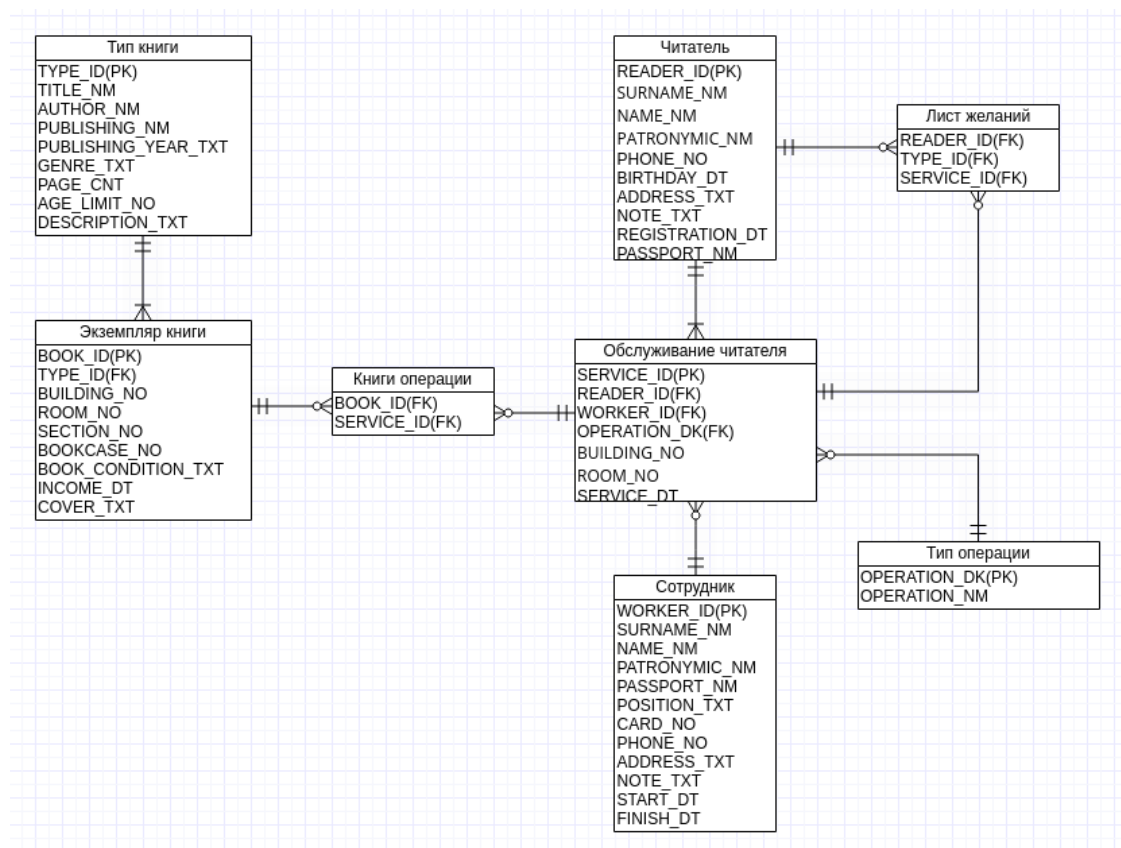 Тип книги
TYPE_ID(PK)
TITLE_NM
AUTHOR_NM
PUBLISHING_NM
PUBLISHING_YEAR_TXT
GENRE_TXT
PAGE_CNT
AGE_LIMIT_NO
DESCRIPTION_TXT
Читатель
READER_ID(PK)
SURNAME_NM
NAME_NM
PATRONYMIC_NM
PHONE_NO
BIRTHDAY_DT
ADDRESS_TXT
NOTE_TXT
REGISTRATION_DT
PASSPORT_NM
Лист желаний
READER_ID(FK)
TYPE_ID(FK)
SERVICE_ID(FK)
Экземпляр книги
BOOK_ID(PK)
TYPE_ID(FK)
BUILDING_NO
ROOM_NO
SECTION_NO
BOOKCASE_NO
BOOK_CONDITION_TXT
INCOME_DT
COVER_TXT
Книги операции
BOOK_ID(FK)
SERVICE_ID(FK)
Обслуживание читателя
SERVICE_ID(PK)
READER_ID(FK)
WORKER_ID(FK)
OPERATION_DK(FK)
BUILDING_NO
ROOM_NO
SERVICE_DT
Тип операции
OPERATION_DK(PK)
OPERATION_NM
Сотрудник
WORKER_ID(PK)
SURNAME_NM
NAME_NM
PATRONYMIC_NM
PASSPORT_NM
POSITION_TXT
CARD_NO
PHONE_NO
ADDRESS_TXT
NOTE_TXT
START_DT
FINISH_DT